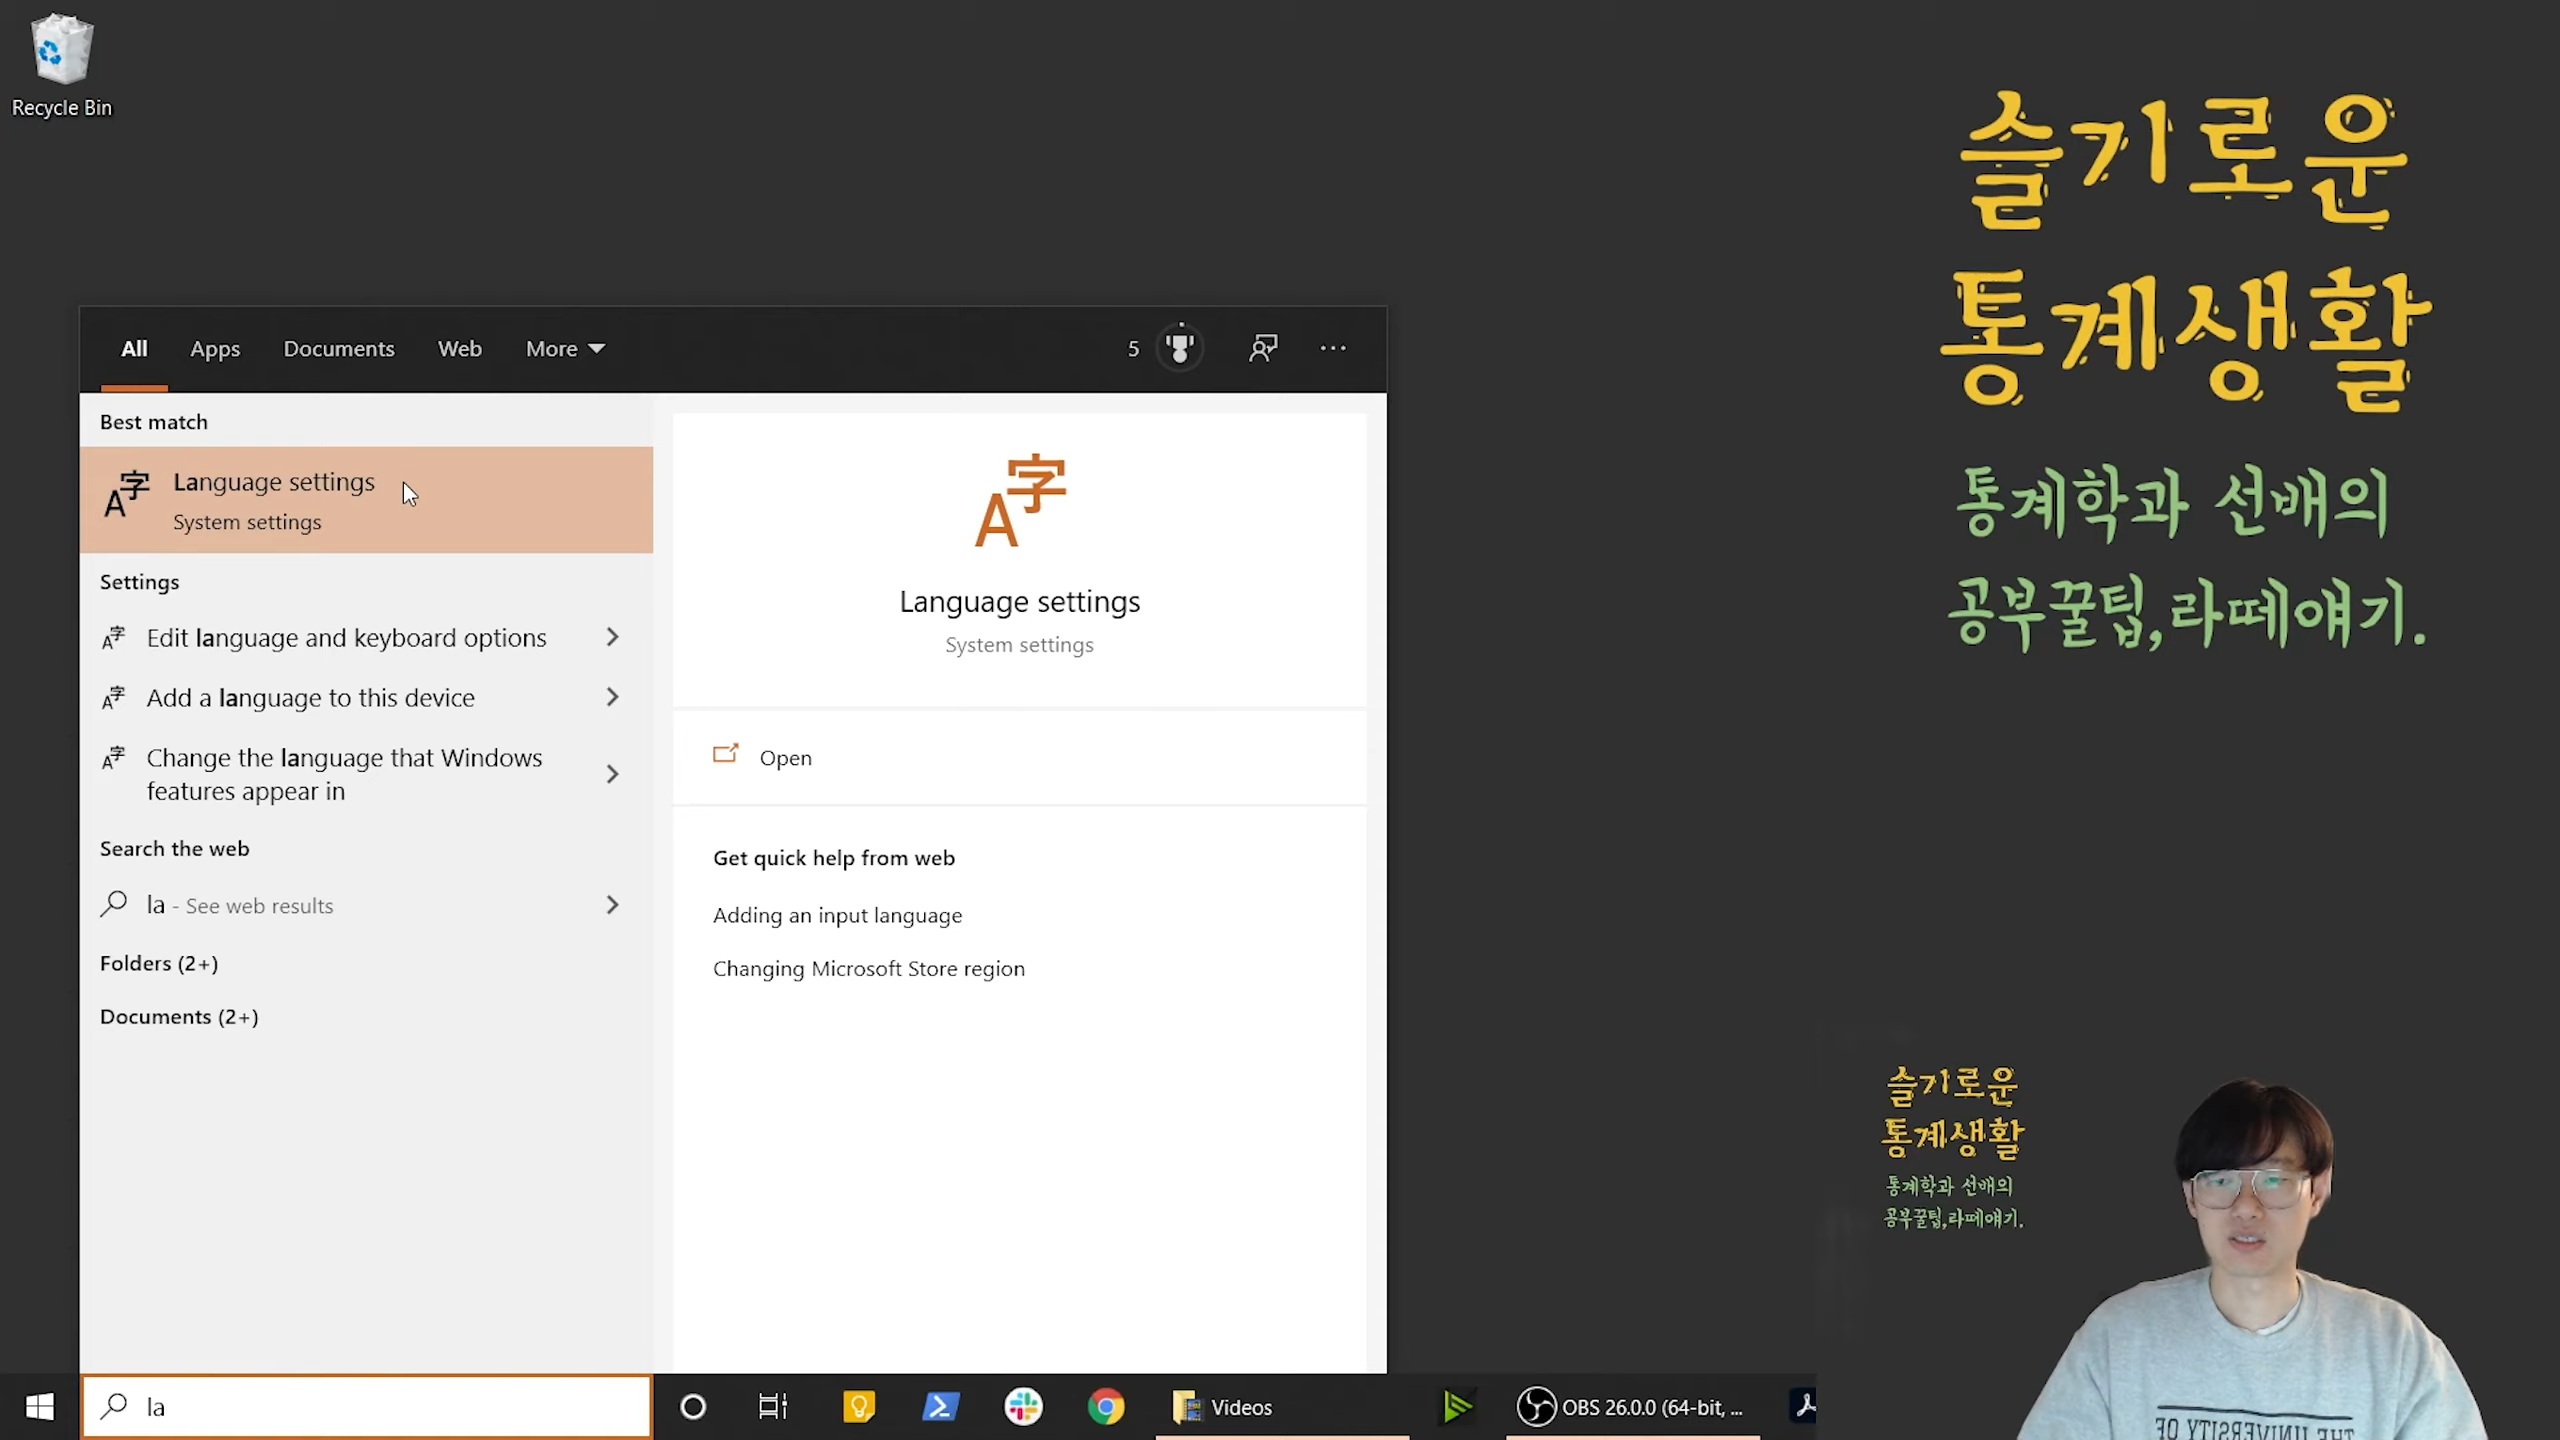 Recycle Bin
슬기로운
통계생활
통계학과 선배의
공부꿀팁,라떼얘기.
All Apps Documents Web More 5
Best match
Language settings
System settings
Settings
Edit language and keyboard options
Add a language to this device
Change the language that Windows
features appear in
Search the web
la - See web results
Folders (2+)
Documents (2+)
字
A
Language settings
System settings
Open
Get quick help from web
Adding an input language
Changing Microsoft Store region
슬기로운
통계생활
통계학과 선배의
공부꿀팁,라떼얘기.
THE UNIVERSITY OF
la
Videos
OBS 26.0.0 (64-bit, ...